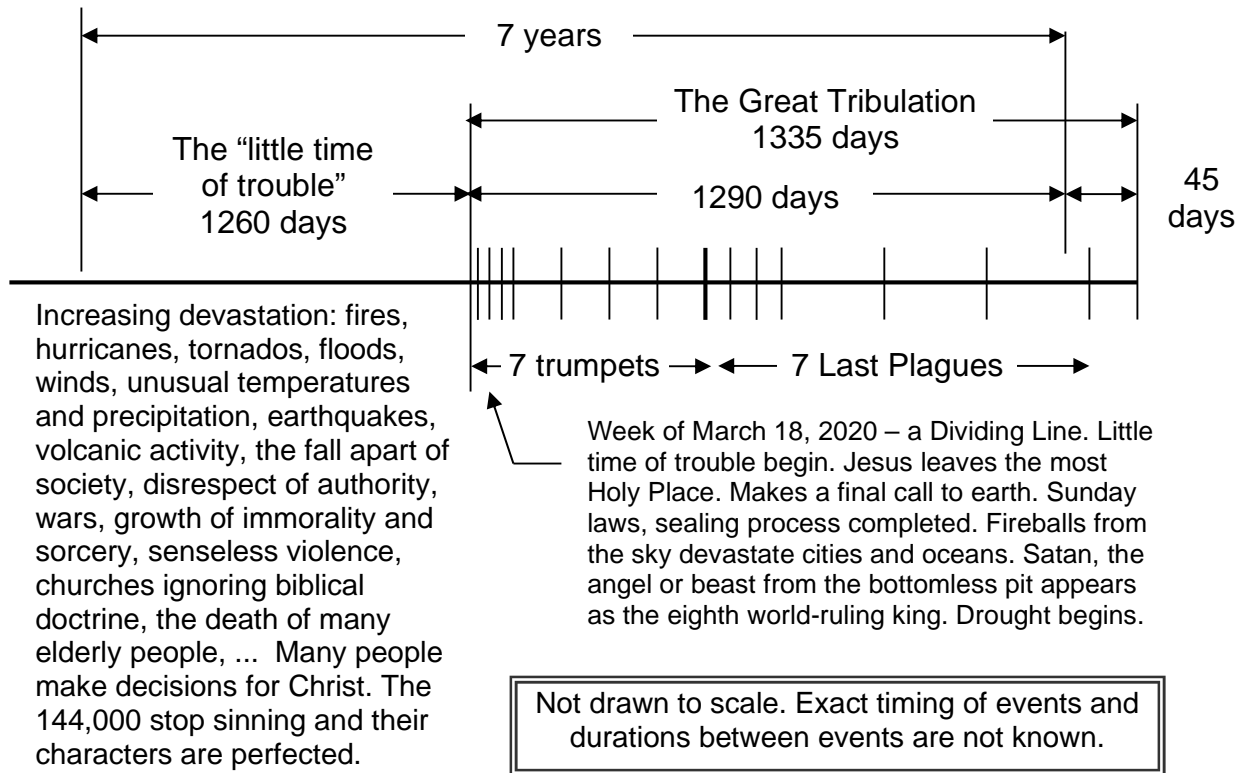 7 years
The Great Tribulation
1335 days
The “little time
of trouble”
1260 days
1290 days
45
days
7 trumpets
7 Last Plagues
Increasing devastation: fires,
hurricanes, tornados, floods,
winds, unusual temperatures
and precipitation, earthquakes,
volcanic activity, the fall apart of
society, disrespect of authority,
wars, growth of immorality and
sorcery, senseless violence,
churches ignoring biblical
doctrine, the death of many
elderly people, ... Many people
make decisions for Christ. The
144,000 stop sinning and their
characters are perfected.
Week of March 18, 2020 – a Dividing Line. Little
time of trouble begin. Jesus leaves the most
Holy Place. Makes a final call to earth. Sunday
laws, sealing process completed. Fireballs from
the sky devastate cities and oceans. Satan, the
angel or beast from the bottomless pit appears
as the eighth world-ruling king. Drought begins.
Not drawn to scale. Exact timing of events and
durations between events are not known.